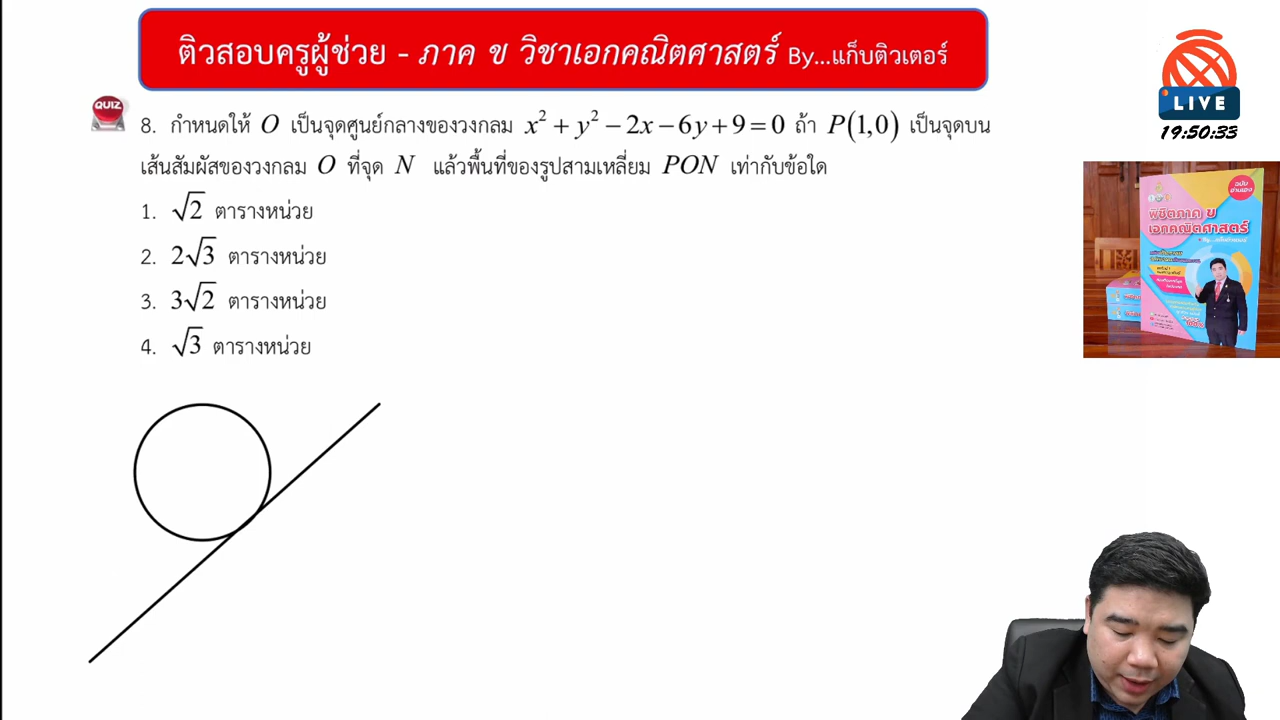 ติวสอบครูผู้ช่วย - ภาค ข วิชาเอกคณิตศาสตร์ By...แก็บติวเตอร์
LIVE
19:50:33
QUIZ
8. กำหนดให้ O เป็นจุดศูนย์กลางของวงกลม x² + y² − 2x − 6y + 9 = 0 ถ้า P(1,0) เป็นจุดบน
เส้นสัมผัสของวงกลม O ที่จุด N แล้วพื้นที่ของรูปสามเหลี่ยม PON เท่ากับข้อใด
1. √2 ตารางหน่วย
2. 2√3 ตารางหน่วย
3. 3√2 ตารางหน่วย
4. √3 ตารางหน่วย
ฉบับ
อ่านเอง
พิชิตภาค ข
เอกคณิตศาสตร์